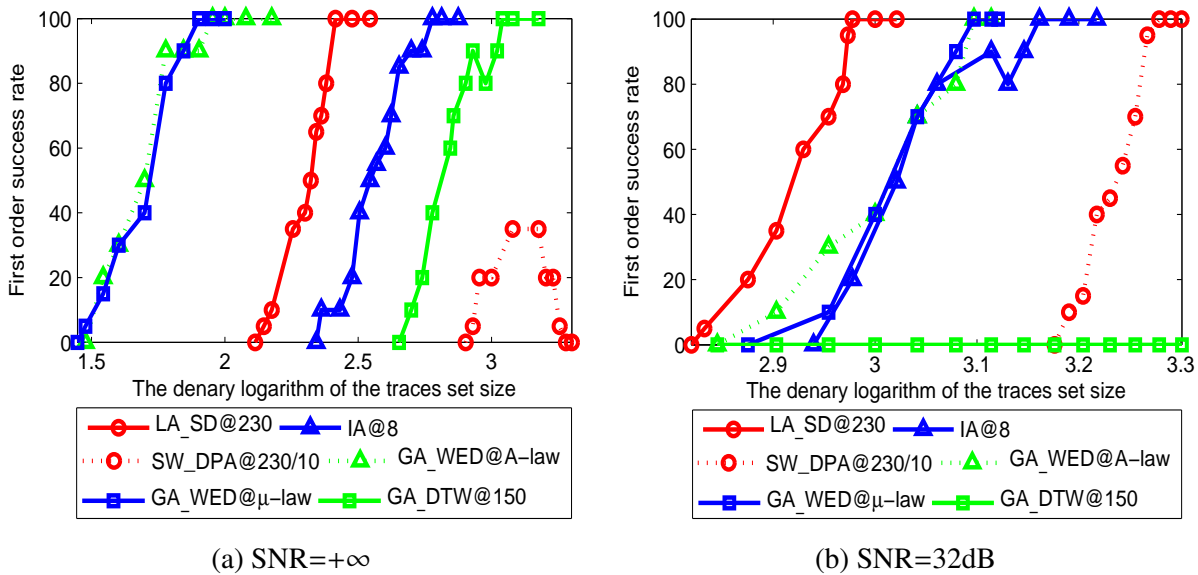 100
80
60
40
20
0
First order success rate
1.5
2
2.5
3
The denary logarithm of the traces set size
LA_SD@230
IA@8
SW_DPA@230/10
GA_WED@A−law
GA_WED@μ−law
GA_DTW@150
(a) SNR=+∞
100
80
60
40
20
0
First order success rate
2.9
3
3.1
3.2
3.3
The denary logarithm of the traces set size
LA_SD@230
IA@8
SW_DPA@230/10
GA_WED@A−law
GA_WED@μ−law
GA_DTW@150
(b) SNR=32dB